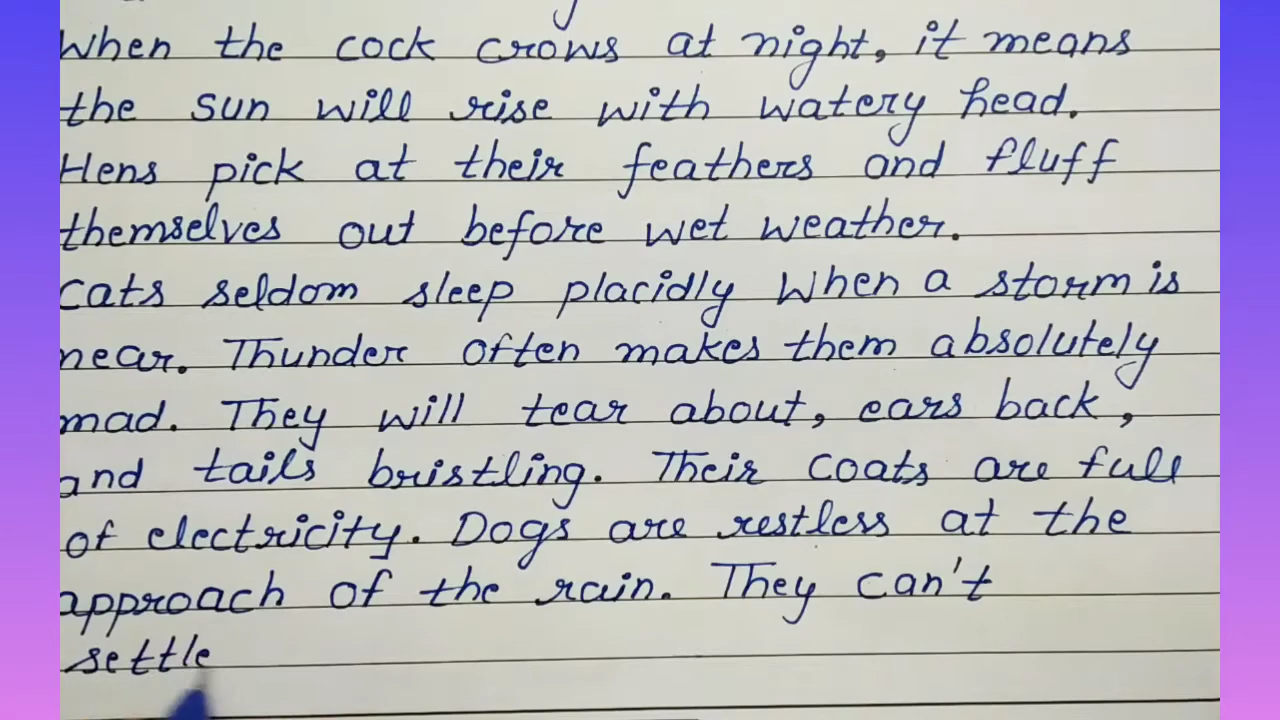 When the cock crows at night, it means
the sun will rise with watery head.
Hens pick at their feathers and fluff
themselves out before wet weather.
Cats seldom sleep placidly when a storm is
near. Thunder often makes them absolutely
mad. They will tear about, ears back,
and tails bristling. Their coats are full
of electricity. Dogs are restless at the
approach of the rain. They can't
settle